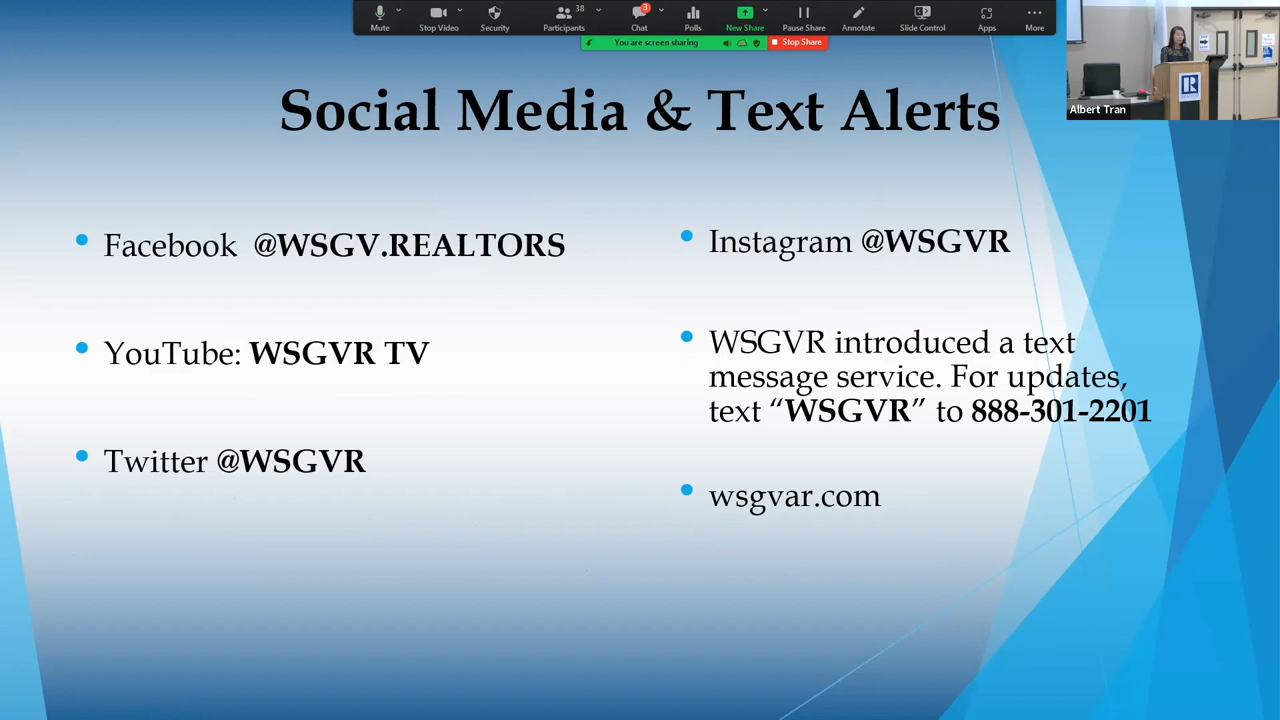 Mute
Stop Video
Security
38
Participants
3
Chat
Polls
New Share
Pause Share
Annotate
Slide Control
Apps
More
You are screen sharing
Stop Share
Albert Tran
R
Social Media & Text Alerts
Facebook @WSGV.REALTORS
YouTube: WSGVR TV
Twitter @WSGVR
Instagram @WSGVR
WSGVR introduced a text
message service. For updates,
text “WSGVR” to 888-301-2201
wsgvar.com